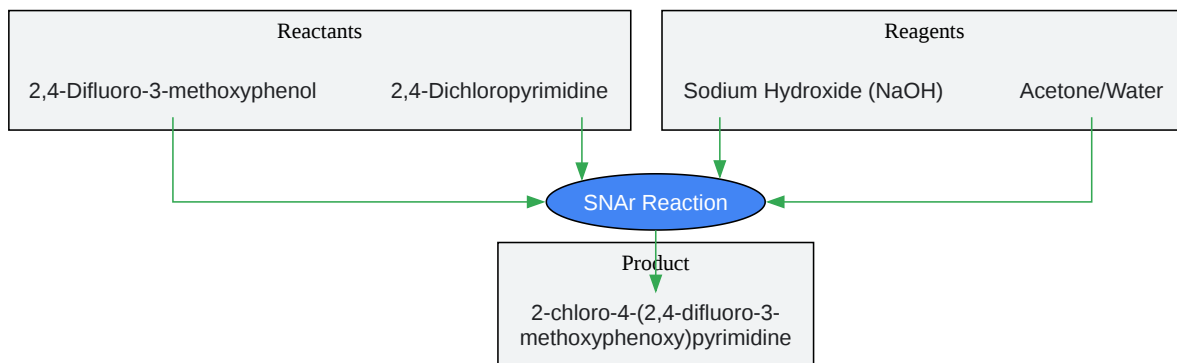 Reactants
Reagents
2,4-Difluoro-3-methoxyphenol
2,4-Dichloropyrimidine
Sodium Hydroxide (NaOH)
Acetone/Water
SNAr Reaction
Product
2-chloro-4-(2,4-difluoro-3-
methoxyphenoxy)pyrimidine